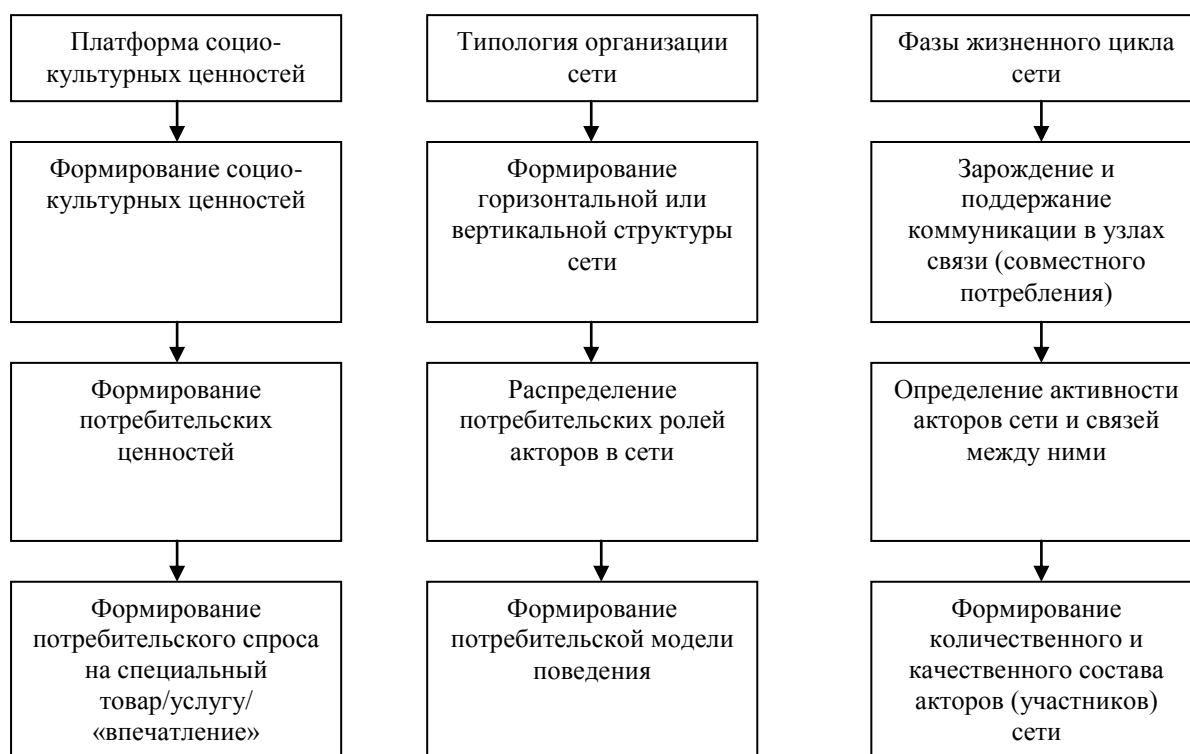 Платформа социо-
культурных ценностей
Формирование социо-
культурных ценностей
Формирование
потребительских
ценностей
Формирование
потребительского спроса
на специальный
товар/услугу/
«впечатление»
Типология организации
сети
Формирование
горизонтальной или
вертикальной структуры
сети
Распределение
потребительских ролей
акторов в сети
Формирование
потребительской модели
поведения
Фазы жизненного цикла
сети
Зарождение и
поддержание
коммуникации в узлах
связи (совместного
потребления)
Определение активности
акторов сети и связей
между ними
Формирование
количественного и
качественного состава
акторов (участников)
сети